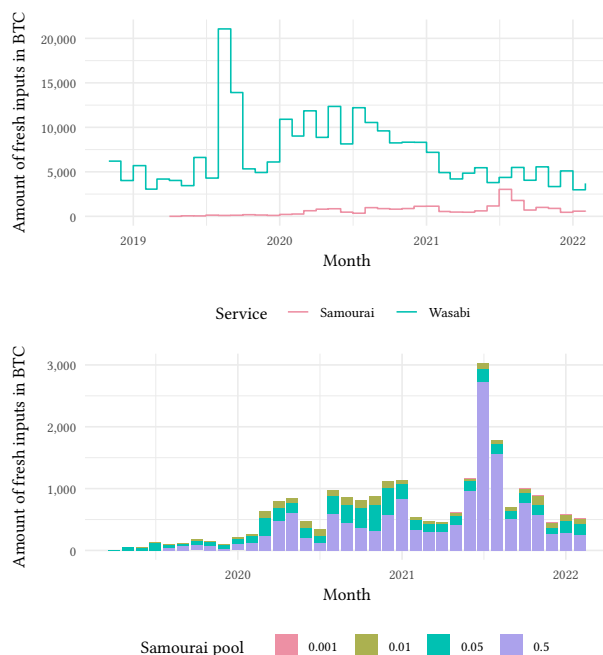 Amount of fresh inputs in BTC
20,000
15,000
10,000
5,000
0
2019
2020
2021
2022
Month
Service
Samourai
Wasabi
Amount of fresh inputs in BTC
3,000
2,000
1,000
0
2020
2021
2022
Month
Samourai pool
0.001
0.01
0.05
0.5